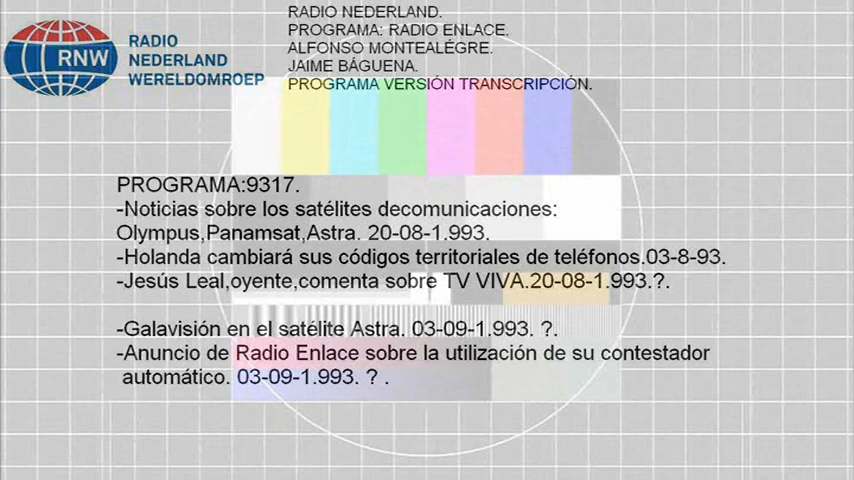 RNW
RADIO
NEDERLAND
WERELDOMROEP
RADIO NEDERLAND.
PROGRAMA: RADIO ENLACE.
ALFONSO MONTEALÉGRE.
JAIME BÁGUENA.
PROGRAMA VERSIÓN TRANSCRIPCIÓN.
PROGRAMA:9317.
-Noticias sobre los satélites decomunicaciones:
Olympus,Panamsat,Astra. 20-08-1.993.
-Holanda cambiará sus códigos territoriales de teléfonos.03-8-93.
-Jesús Leal,oyente,comenta sobre TV VIVA.20-08-1.993.?.
-Galavisión en el satélite Astra. 03-09-1.993. ?.
-Anuncio de Radio Enlace sobre la utilización de su contestador
automático. 03-09-1.993. ? .